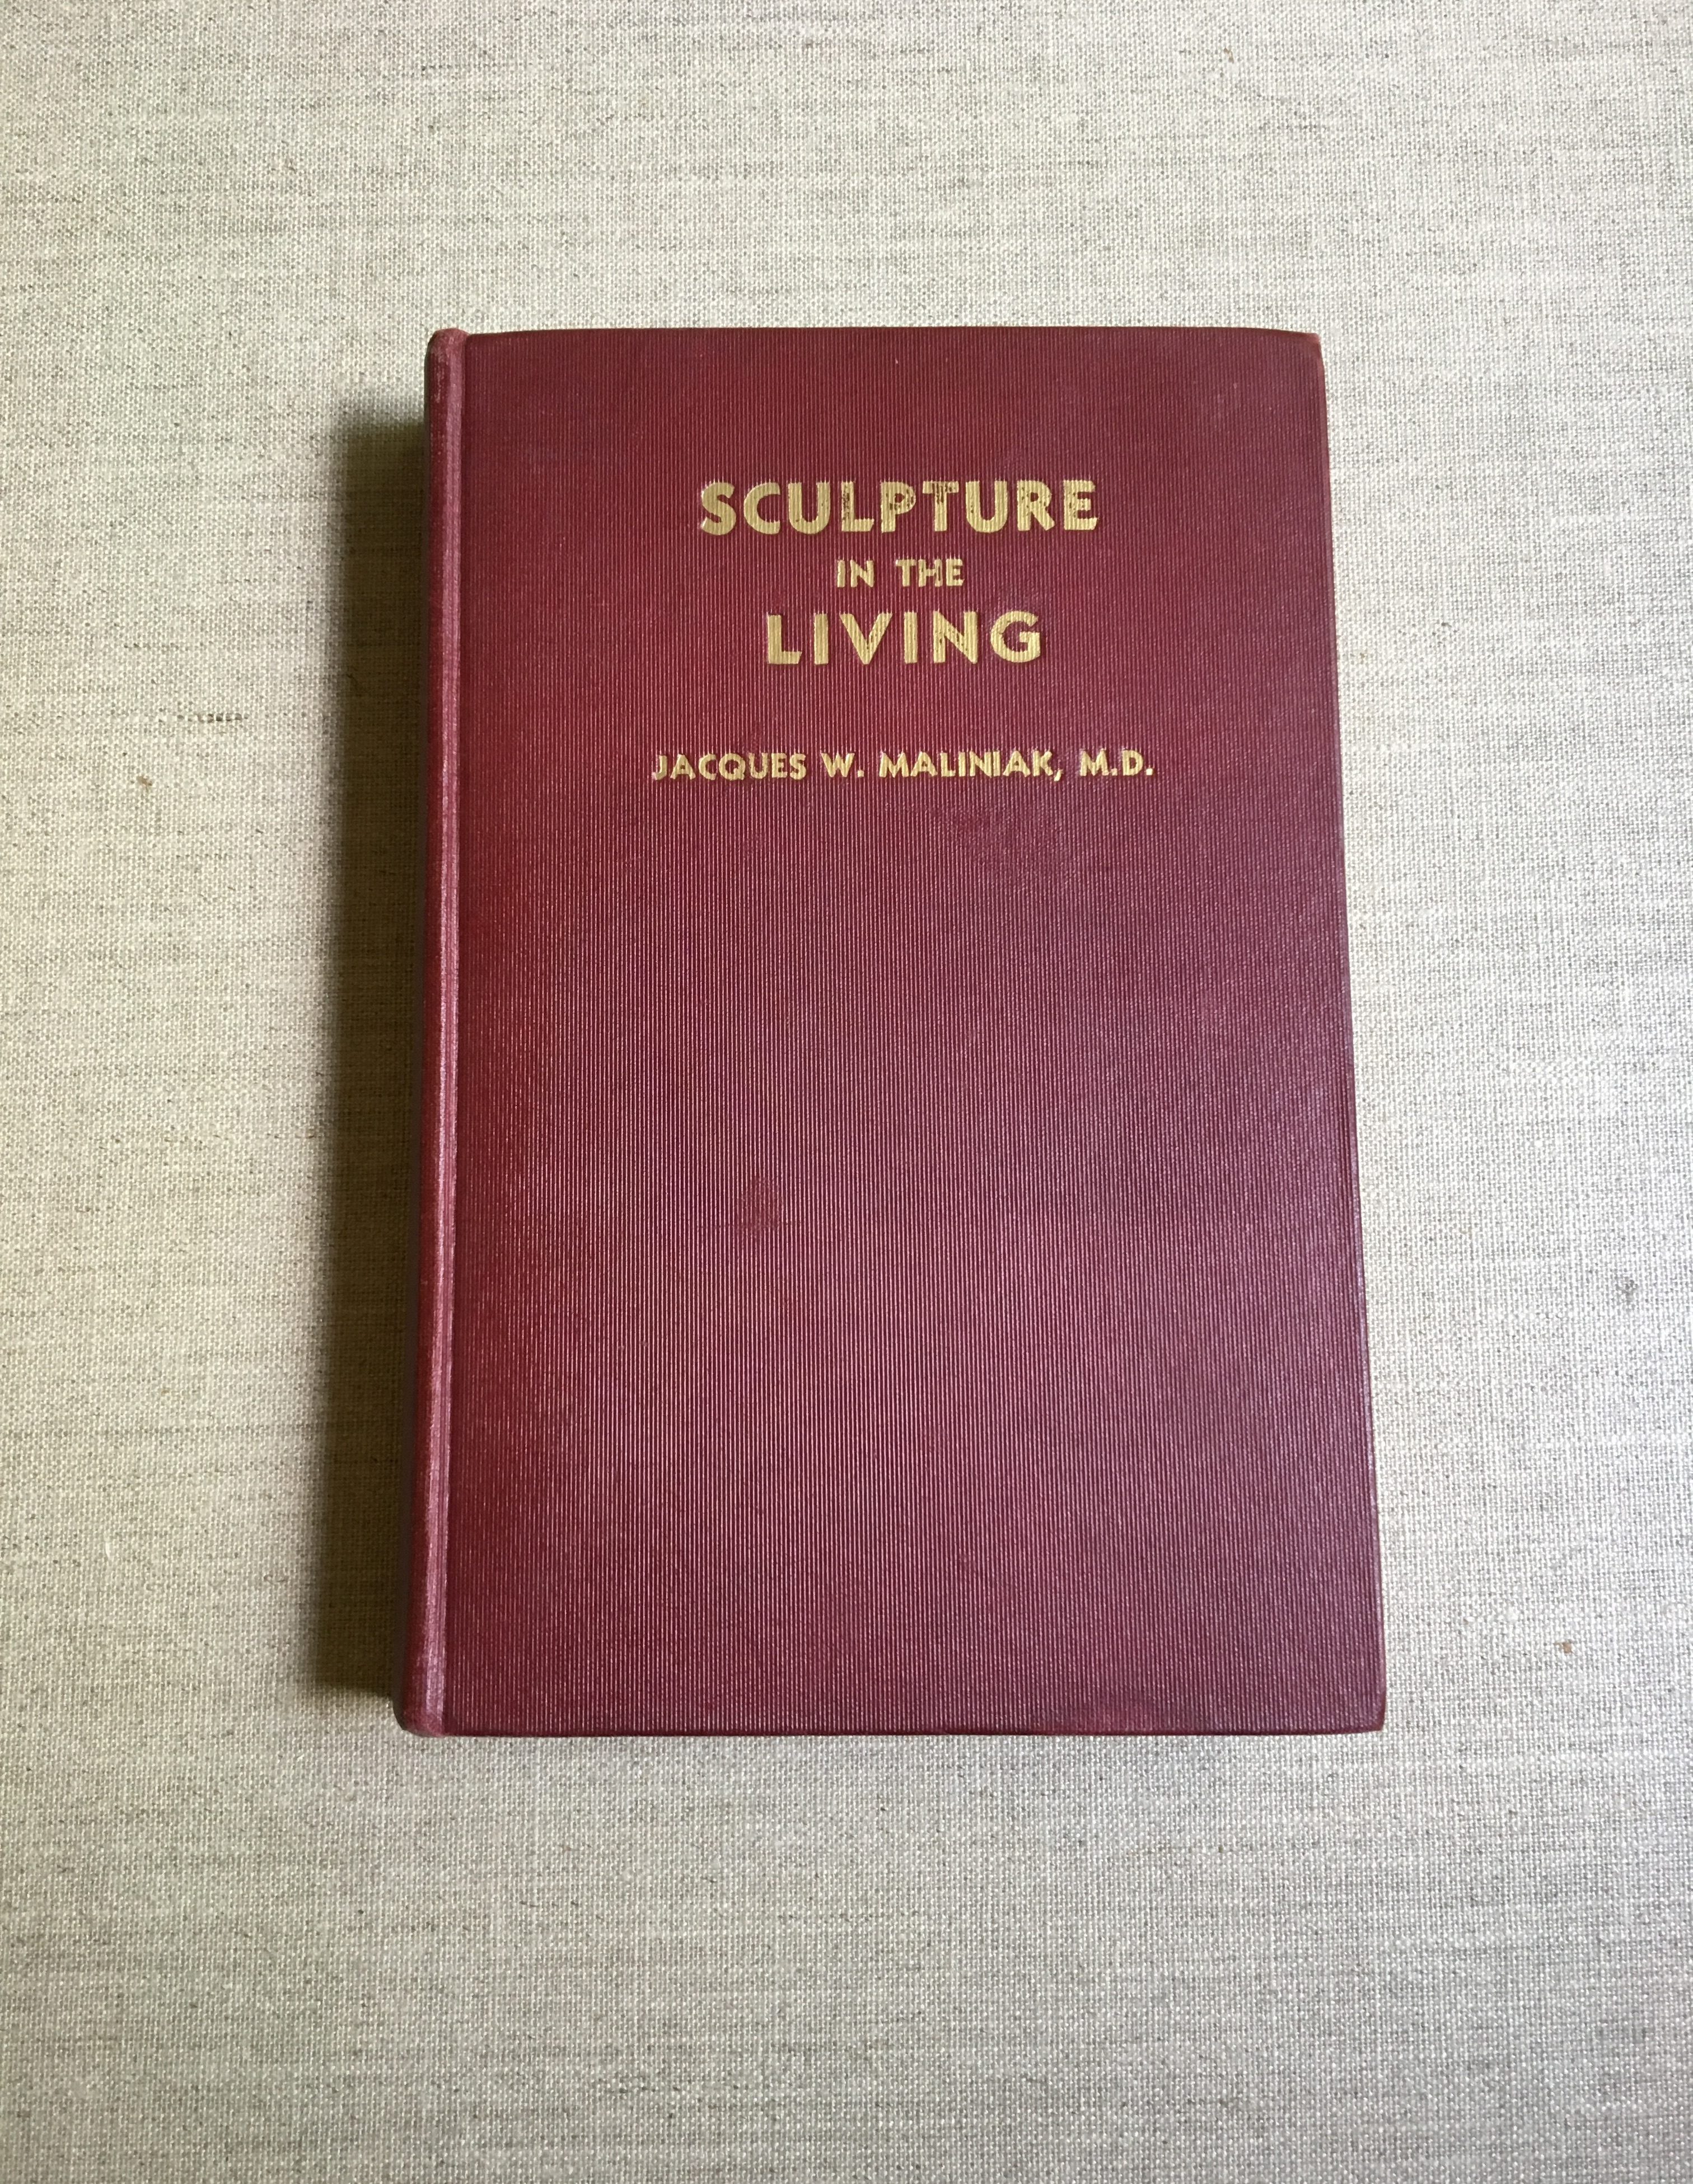 SCULPTURE
IN THE
LIVING
JACQUES W. MALINIAK, M.D.